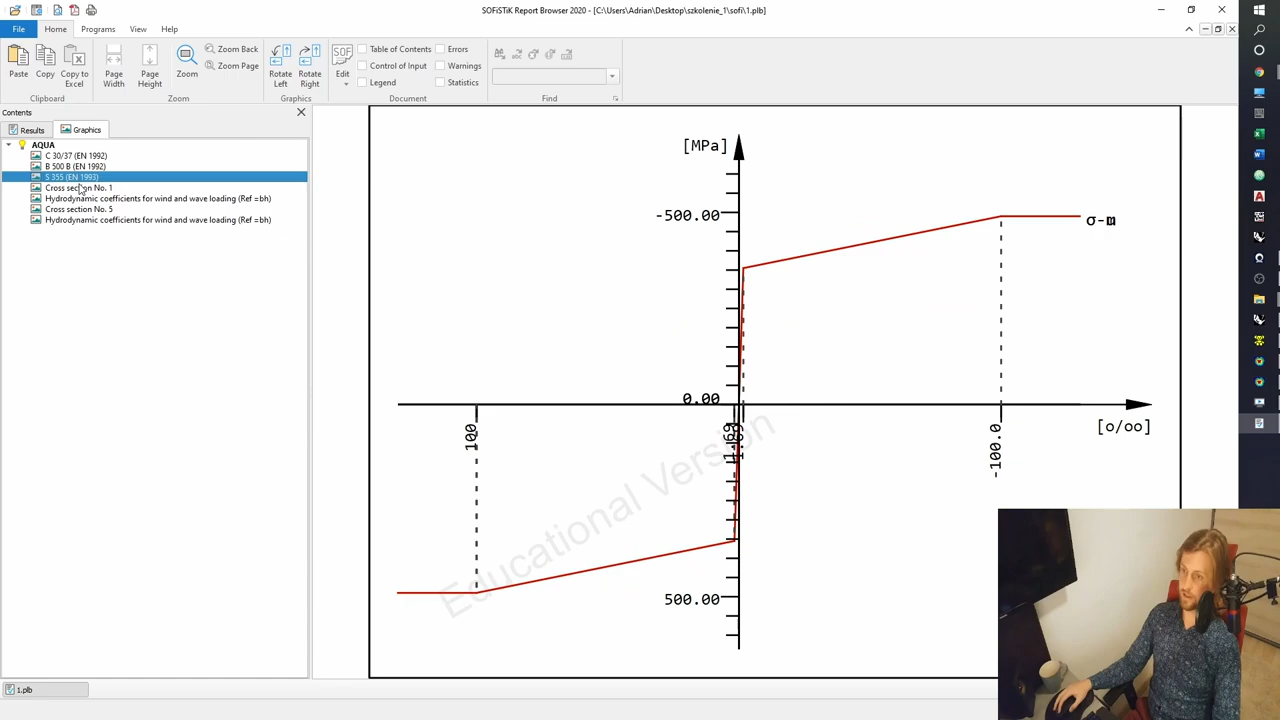 SOFiSTiK Report Browser 2020 - [C:\Users\Adrian\Desktop\szkolenie_1\sofi\1.plb]
File Home Programs View Help
Paste Copy Copy to Excel
Clipboard
Page Width Page Height Zoom Zoom Back Zoom Page
Zoom
Rotate Left Rotate Right
Graphics
SOF Edit
Table of Contents Errors
Control of Input Warnings
Legend Statistics
Document
Find
Contents
Results Graphics
AQUA
C 30/37 (EN 1992)
B 500 B (EN 1992)
S 355 (EN 1993)
Cross section No. 1
Hydrodynamic coefficients for wind and wave loading (Ref =bh)
Cross section No. 5
Hydrodynamic coefficients for wind and wave loading (Ref =bh)
[MPa]
-500.00
0.00
[o/oo]
100
1.69
-100.0
500.00
Educational Version
1.plb